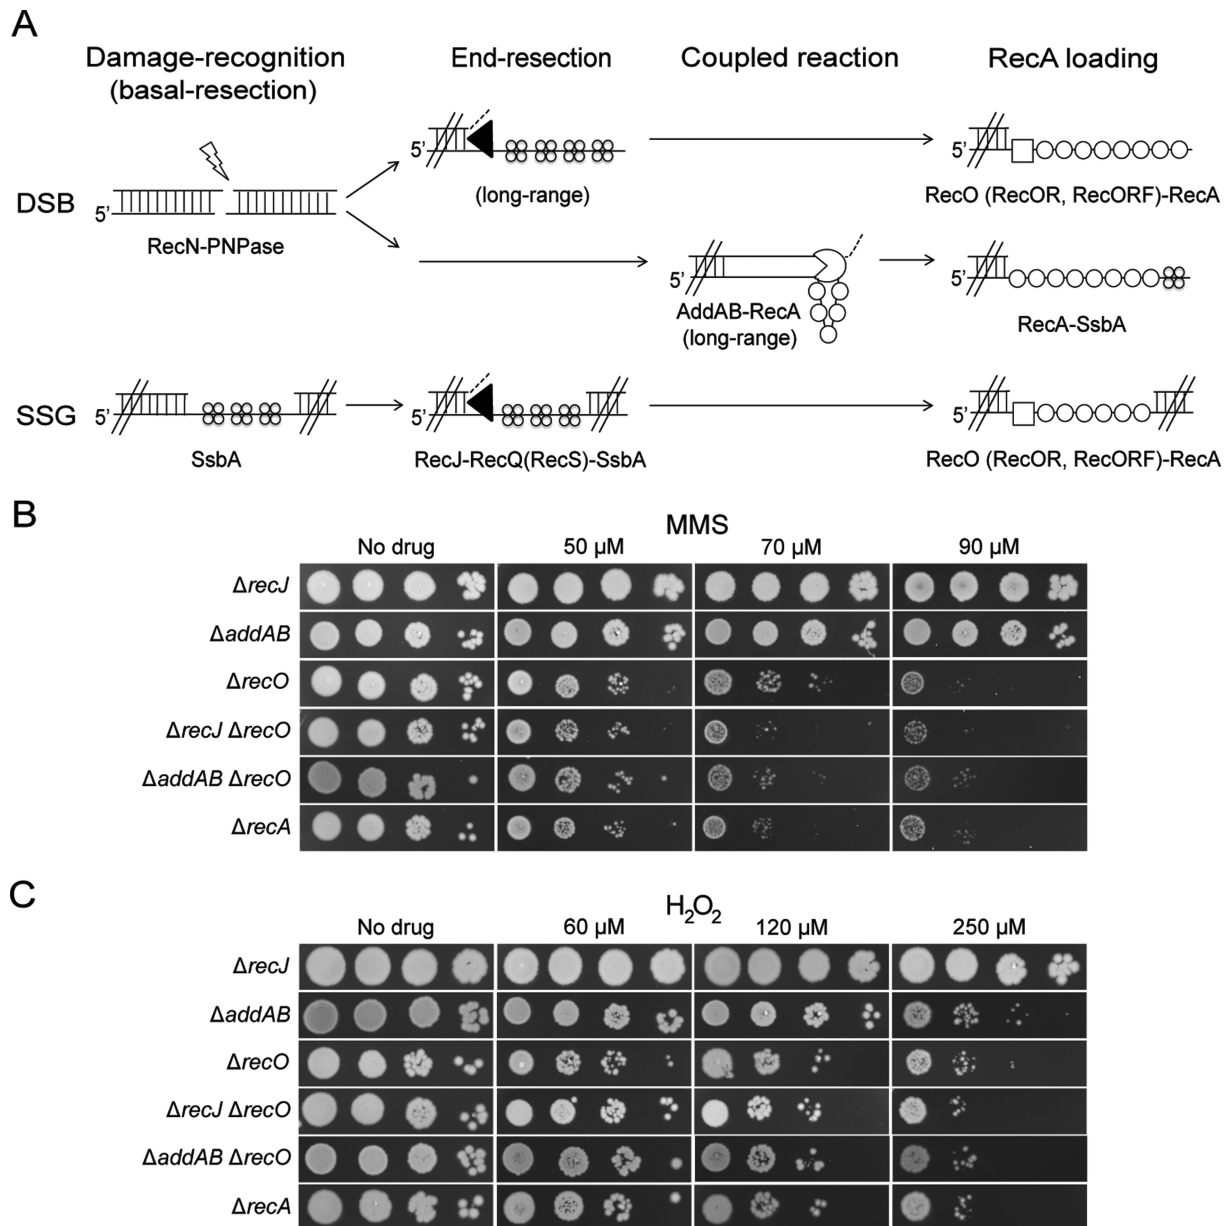 A
Damage-recognition
(basal-resection)
End-resection
Coupled reaction
RecA loading
5’
5’
(long-range)
RecO (RecOR, RecORF)-RecA
DSB
5’
RecN-PNPase
5’
AddAB-RecA
(long-range)
5’
RecA-SsbA
SSG
5’
5’
5’
SsbA
RecJ-RecQ(RecS)-SsbA
RecO (RecOR, RecORF)-RecA
B
MMS
No drug
50 µM
70 µM
90 µM
ΔrecJ
ΔaddAB
ΔrecO
ΔrecJ ΔrecO
ΔaddAB ΔrecO
ΔrecA
C
H2O2
No drug
60 µM
120 µM
250 µM
ΔrecJ
ΔaddAB
ΔrecO
ΔrecJ ΔrecO
ΔaddAB ΔrecO
ΔrecA